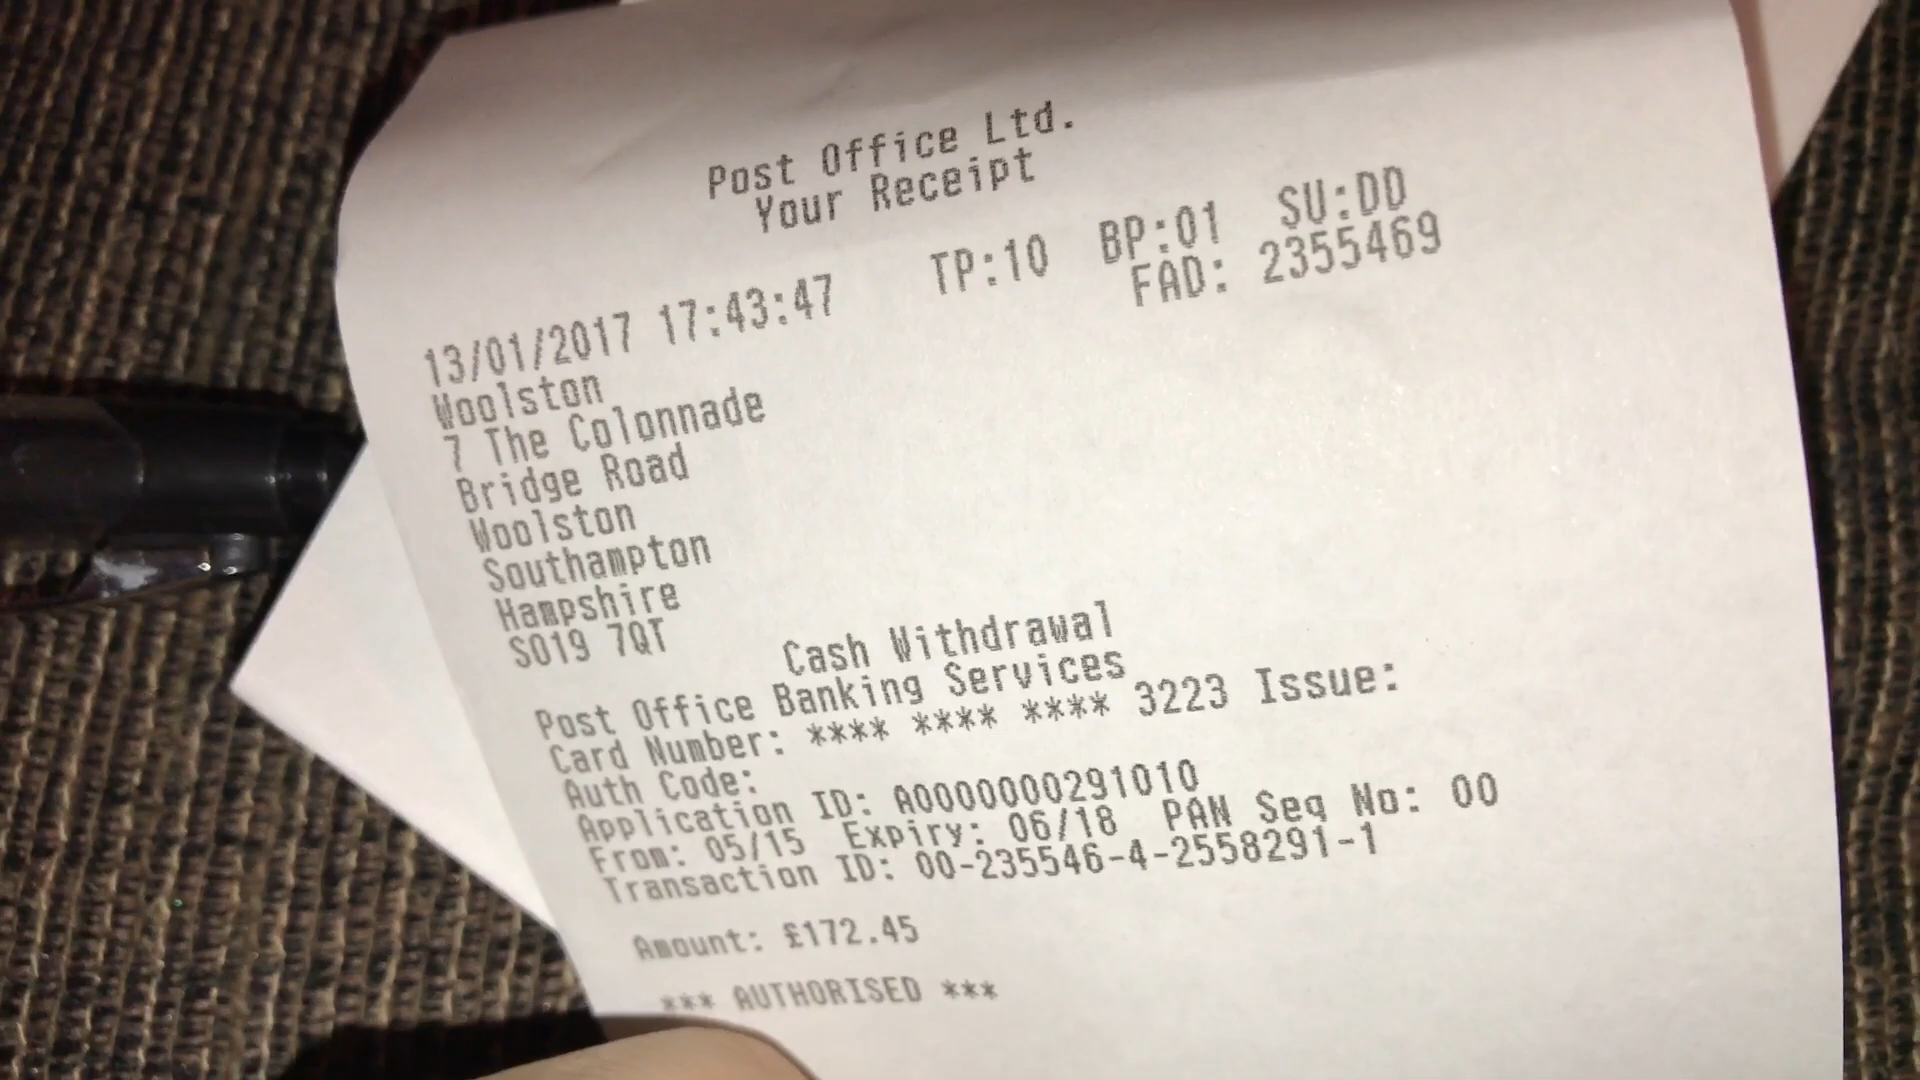 Post Office Ltd.
Your Receipt
13/01/2017 17:43:47 TP:10 BP:01 SU:DD
Woolston FAD: 2355469
7 The Colonnade
Bridge Road
Woolston
Southampton
Hampshire
SO19 7QT
Cash Withdrawal
Post Office Banking Services
Card Number: **** **** **** 3223 Issue:
Auth Code:
Application ID: A0000000291010
From: 05/15 Expiry: 06/18 PAN Seq No: 00
Transaction ID: 00-235546-4-2558291-1
Amount: £172.45
*** AUTHORISED ***